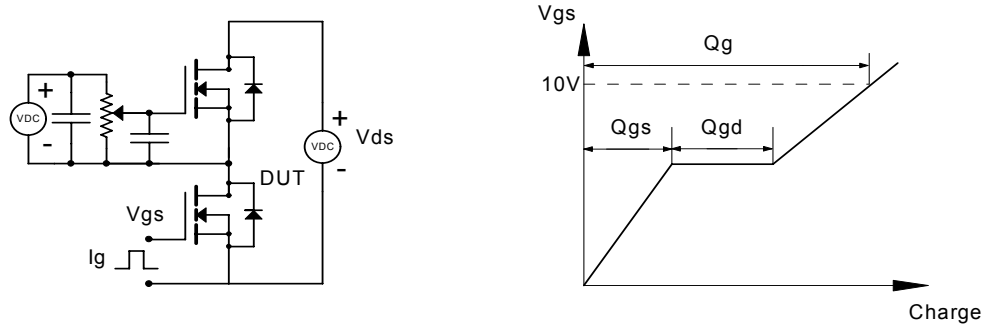 +
VDC
-
+
VDC
-
Vds
DUT
Vgs
Ig
Vgs
Qg
10V
Qgs
Qgd
Charge